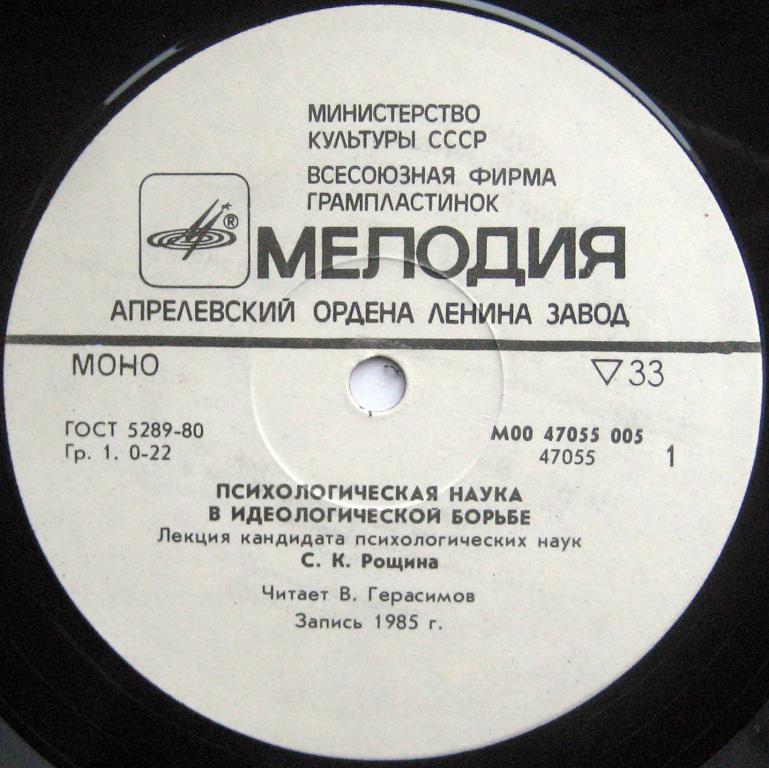 МИНИСТЕРСТВО
КУЛЬТУРЫ СССР
ВСЕСОЮЗНАЯ ФИРМА
ГРАМПЛАСТИНОК
®
МЕЛОДИЯ
АПРЕЛЕВСКИЙ ОРДЕНА ЛЕНИНА ЗАВОД
МОНО ▽33
ГОСТ 5289-80 М00 47055 005
Гр. 1. 0-22 47055 1
ПСИХОЛОГИЧЕСКАЯ НАУКА
В ИДЕОЛОГИЧЕСКОЙ БОРЬБЕ
Лекция кандидата психологических наук
С. К. Рощина
Читает В. Герасимов
Запись 1985 г.